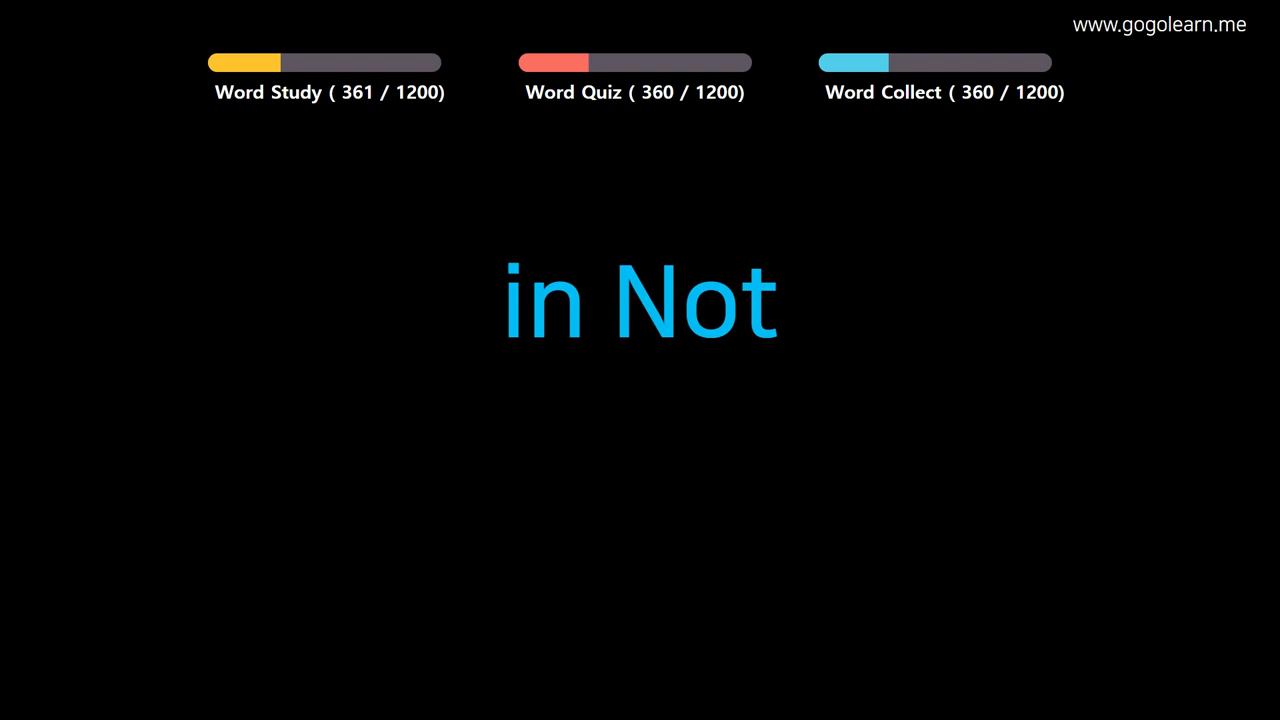 www.gogolearn.me
Word Study ( 361 / 1200)
Word Quiz ( 360 / 1200)
Word Collect ( 360 / 1200)
in Not